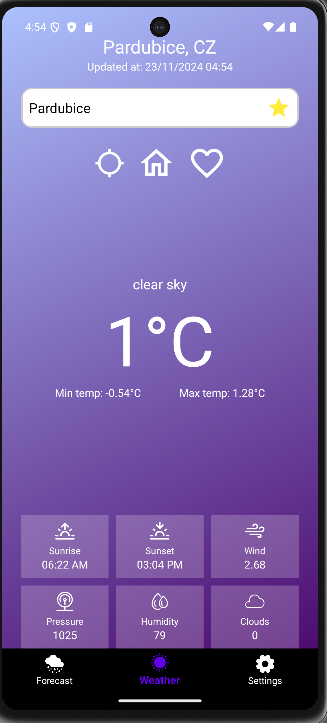 4:54
Pardubice, CZ
Updated at: 23/11/2024 04:54
Pardubice
clear sky
1°C
Min temp: -0.54°C Max temp: 1.28°C
Sunrise Sunset Wind
06:22 AM 03:04 PM 2.68
Pressure Humidity Clouds
1025 79 0
Forecast Weather Settings